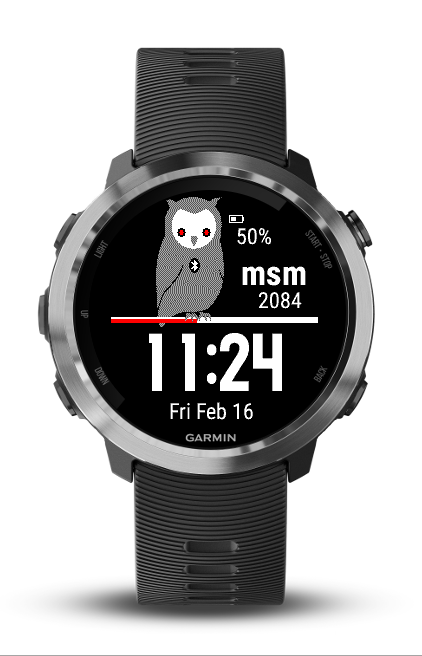 50%
msm
2084
LIGHT
START · STOP
UP
11:24
DOWN
BACK
Fri Feb 16
GARMIN